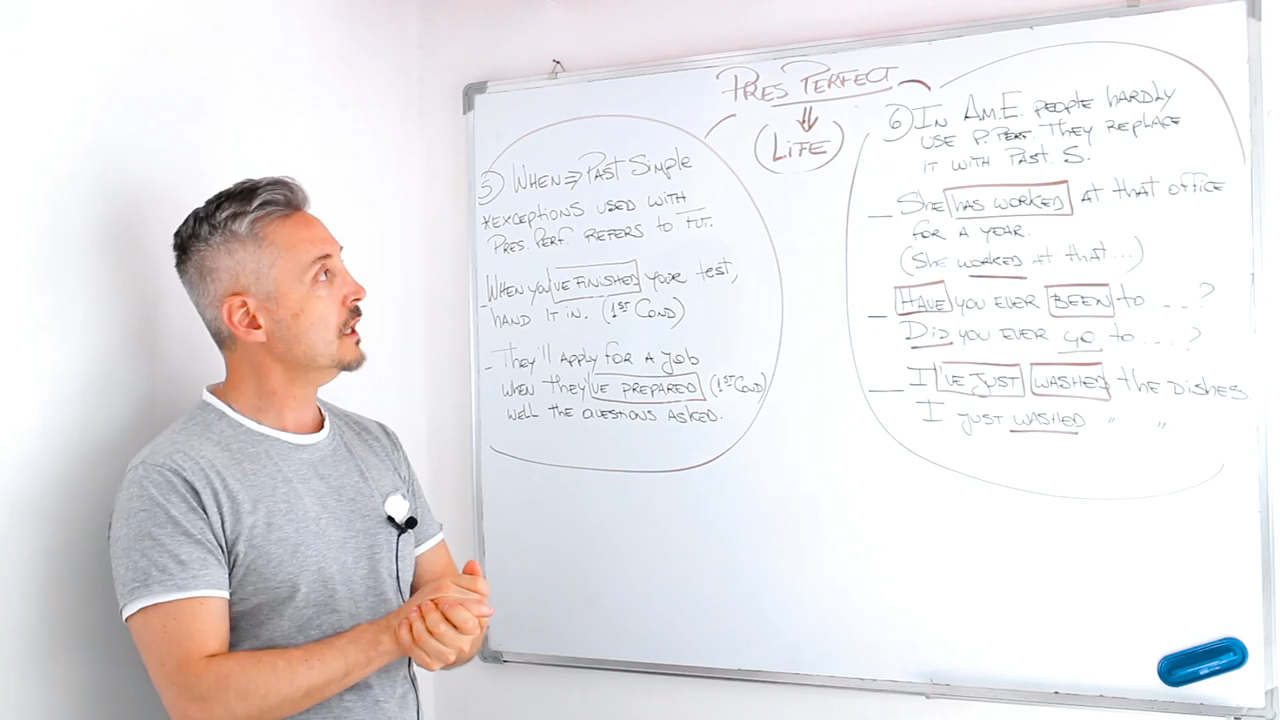 PRES PERFECT
(LIFE)
5) WHEN ⇒ PAST SIMPLE
*EXCEPTIONS USED WITH
PRES. PERF. REFERS TO FUT.
_ WHEN YOU'VE FINISHED YOUR TEST,
HAND IT IN. (1ST COND)
_ THEY'LL APPLY FOR A JOB
WHEN THEY'VE PREPARED (1ST COND)
WELL THE QUESTIONS ASKED.
6) IN AM.E. PEOPLE HARDLY
USE P. PERF. THEY REPLACE
IT WITH PAST. S.
_ SHE HAS WORKED AT THAT OFFICE
FOR A YEAR.
(SHE WORKED AT THAT...)
_ HAVE YOU EVER BEEN TO ....?
DID YOU EVER GO TO ....?
_ I'VE JUST WASHED THE DISHES.
I JUST WASHED " "